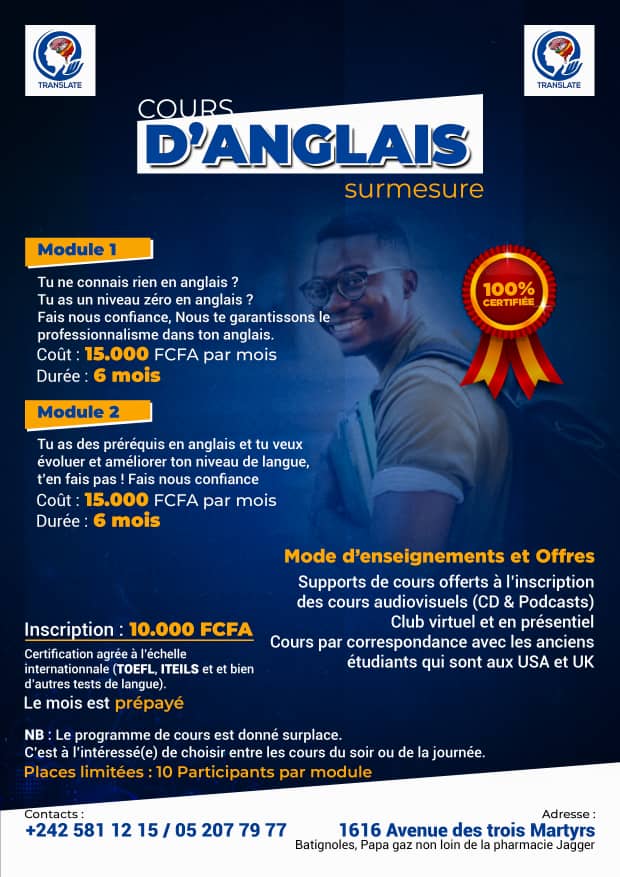 TRANSLATE
TRANSLATE
COURS
D'ANGLAIS
surmesure
Module 1
Tu ne connais rien en anglais ?
Tu as un niveau zéro en anglais ?
Fais nous confiance, Nous te garantissons le
professionnalisme dans ton anglais.
Coût : 15.000 FCFA par mois
Durée : 6 mois
100%
CERTIFIÉE
Module 2
Tu as des préréquis en anglais et tu veux
évoluer et améliorer ton niveau de langue,
t'en fais pas ! Fais nous confiance
Coût : 15.000 FCFA par mois
Durée : 6 mois
Mode d'enseignements et Offres
Supports de cours offerts à l'inscription
des cours audiovisuels (CD & Podcasts)
Club virtuel et en présentiel
Cours par correspondance avec les anciens
étudiants qui sont aux USA et UK
Inscription : 10.000 FCFA
Certification agrée à l'échelle
internationale (TOEFL, ITEILS et et bien
d'autres tests de langue).
Le mois est prépayé
NB : Le programme de cours est donné surplace.
C'est à l'intéressé(e) de choisir entre les cours du soir ou de la journée.
Places limitées : 10 Participants par module
Contacts :
+242 581 12 15 / 05 207 79 77
Adresse :
1616 Avenue des trois Martyrs
Batignoles, Papa gaz non loin de la pharmacie Jagger